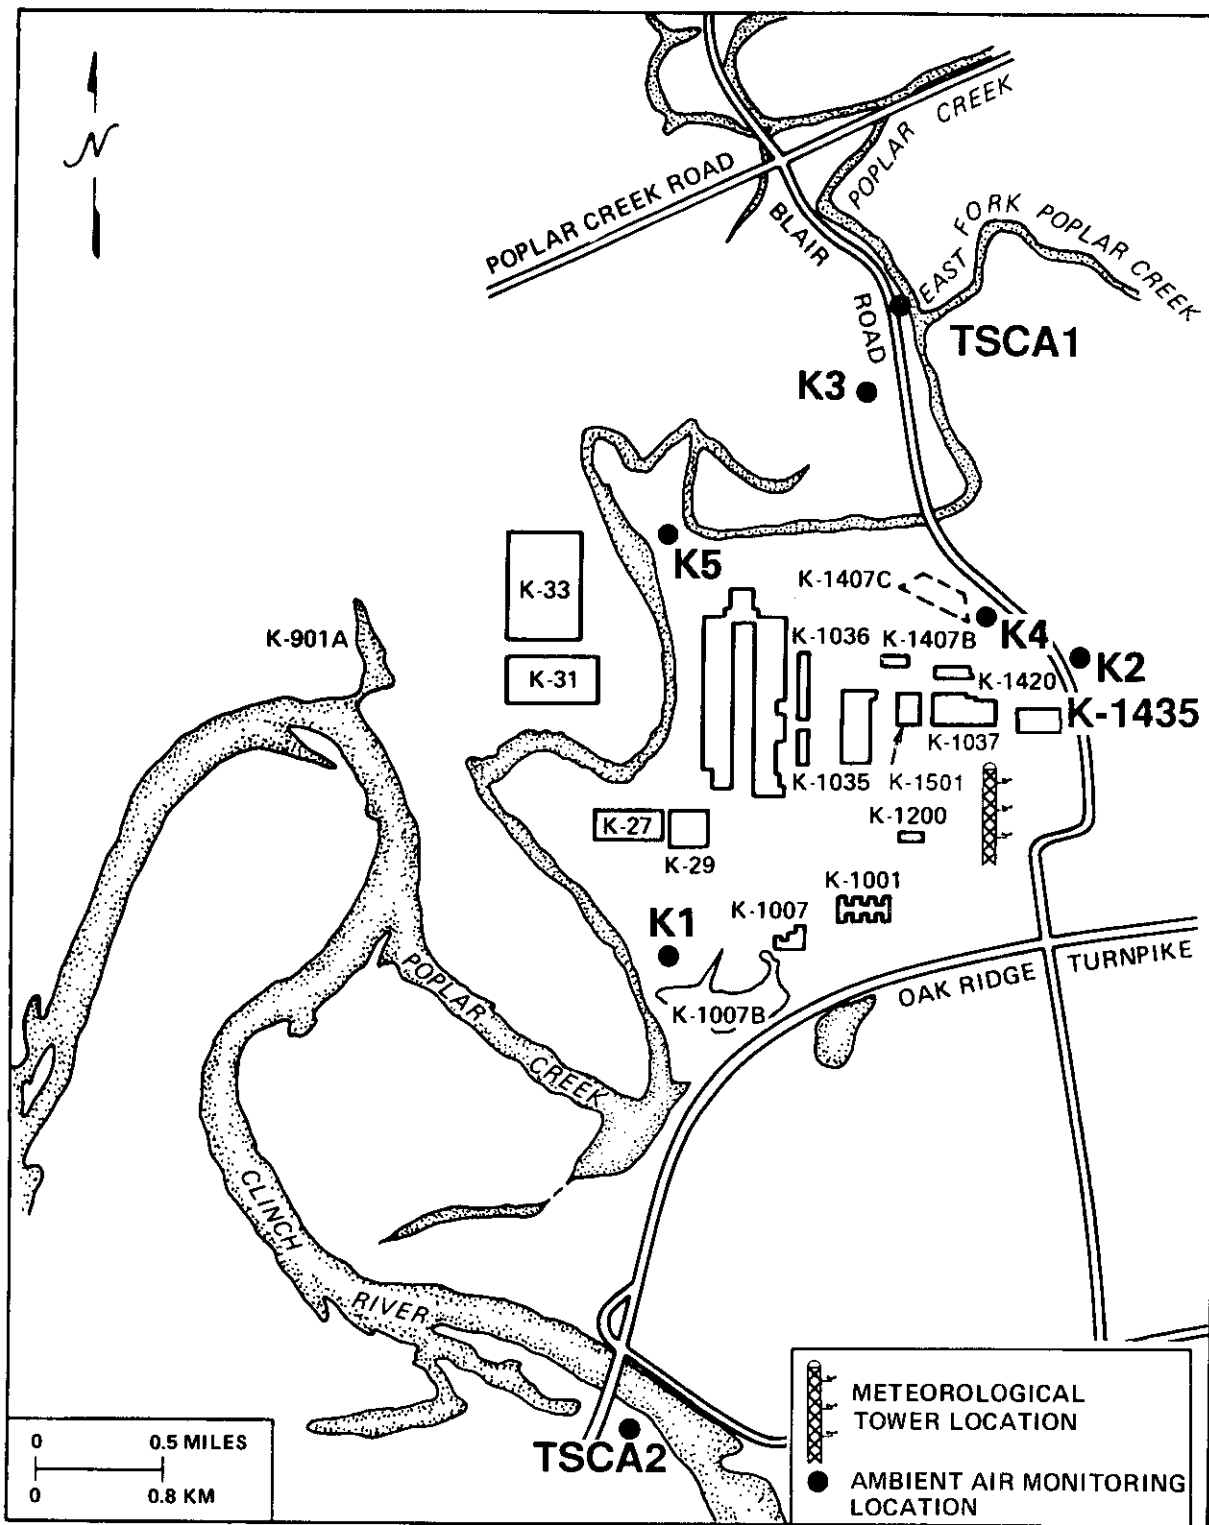 N
POPLAR CREEK ROAD
POPLAR CREEK
BLAIR
ROAD
EAST FORK POPLAR CREEK
TSCA1
K3
K5
K-33
K-1407C
K4
K-901A
K-1036
K-1407B
K2
K-31
K-1420
K-1435
K-1037
K-1035
K-1501
K-27
K-1200
K-29
K-1001
K1
K-1007
POPLAR
CREEK
K-1007B
OAK RIDGE
TURNPIKE
CLINCH
RIVER
TSCA2
0 0.5 MILES
0 0.8 KM
METEOROLOGICAL
TOWER LOCATION
AMBIENT AIR MONITORING
LOCATION